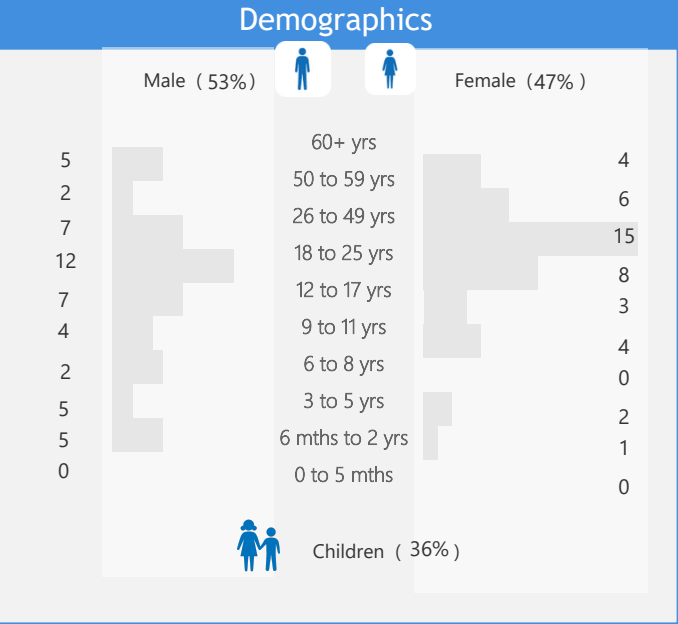 Demographics
Male ( 53%) Female (47% )
60+ yrs
5 4
50 to 59 yrs
2 6
26 to 49 yrs
7 15
18 to 25 yrs
12 8
12 to 17 yrs
7 3
9 to 11 yrs
4 4
6 to 8 yrs
2 0
3 to 5 yrs
5 2
6 mths to 2 yrs
5 1
0 to 5 mths
0 0
Children ( 36% )